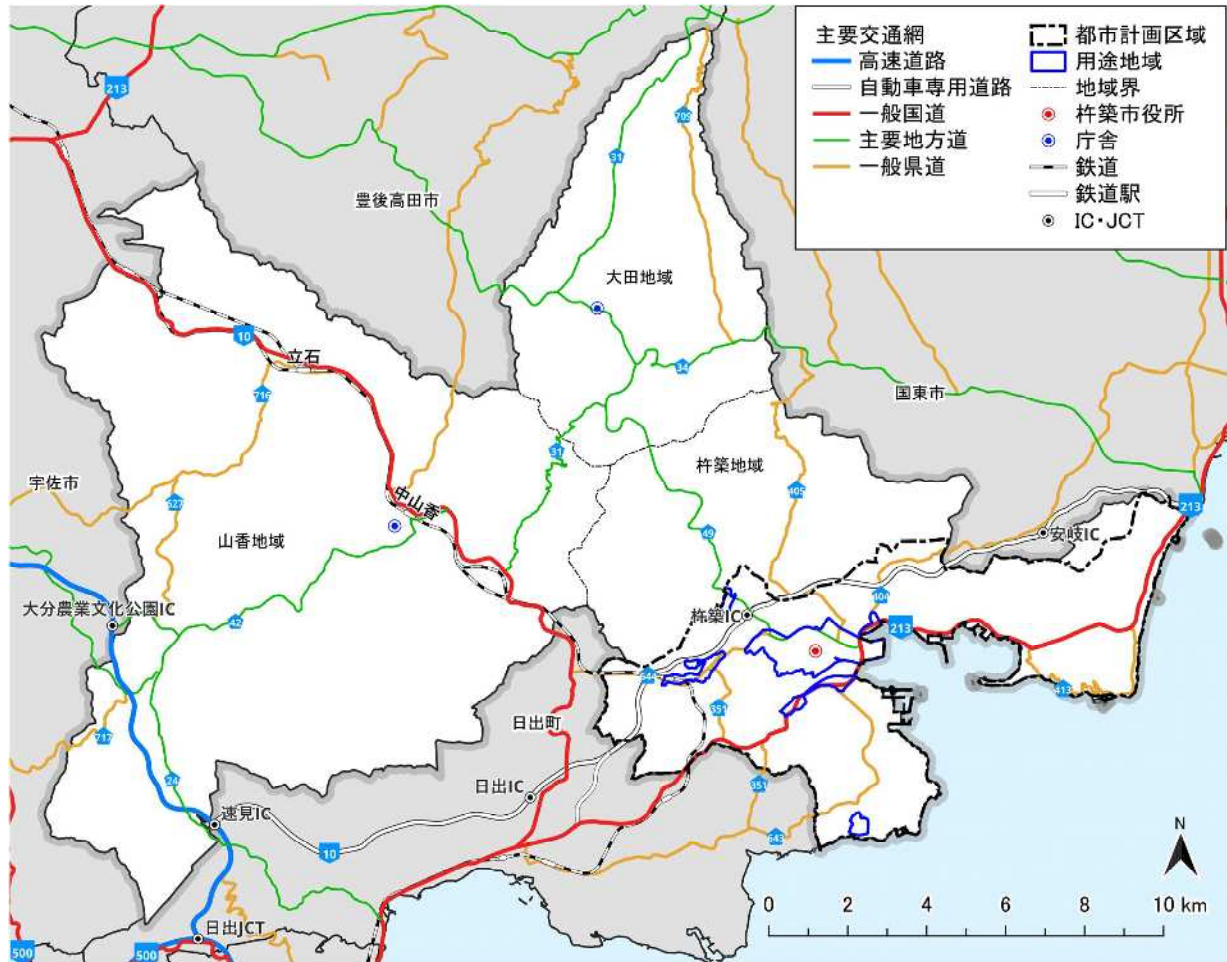 主要交通網
高速道路
自動車専用道路
一般国道
主要地方道
一般県道
都市計画区域
用途地域
地域界
杵築市役所
庁舎
鉄道
鉄道駅
IC・JCT
213
709
31
豊後高田市
大田地域
10
立石
34
716
国東市
31
杵築地域
405
宇佐市
627
中山香
213
山香地域
49
安岐IC
大分農業文化公園IC
42
杵築IC
404
213
644
413
717
日出町
351
24
日出IC
351
速見IC
10
643
N
0 2 4 6 8 10 km
日出JCT
500
500